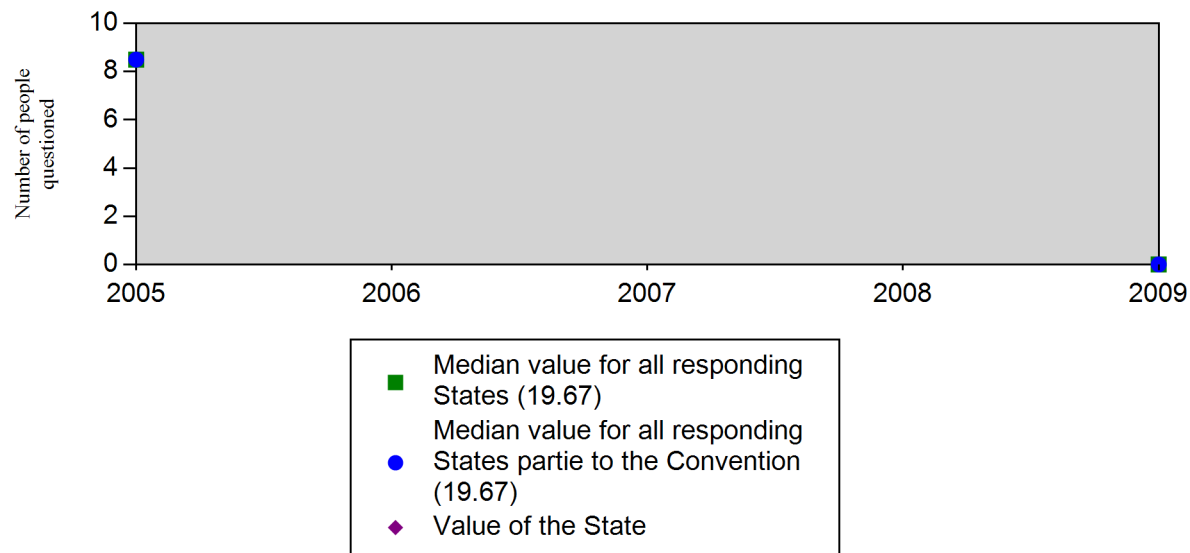 Number of people
questioned
10
8
6
4
2
0
2005
2006
2007
2008
2009
Median value for all responding
States (19.67)
Median value for all responding
States partie to the Convention
(19.67)
Value of the State